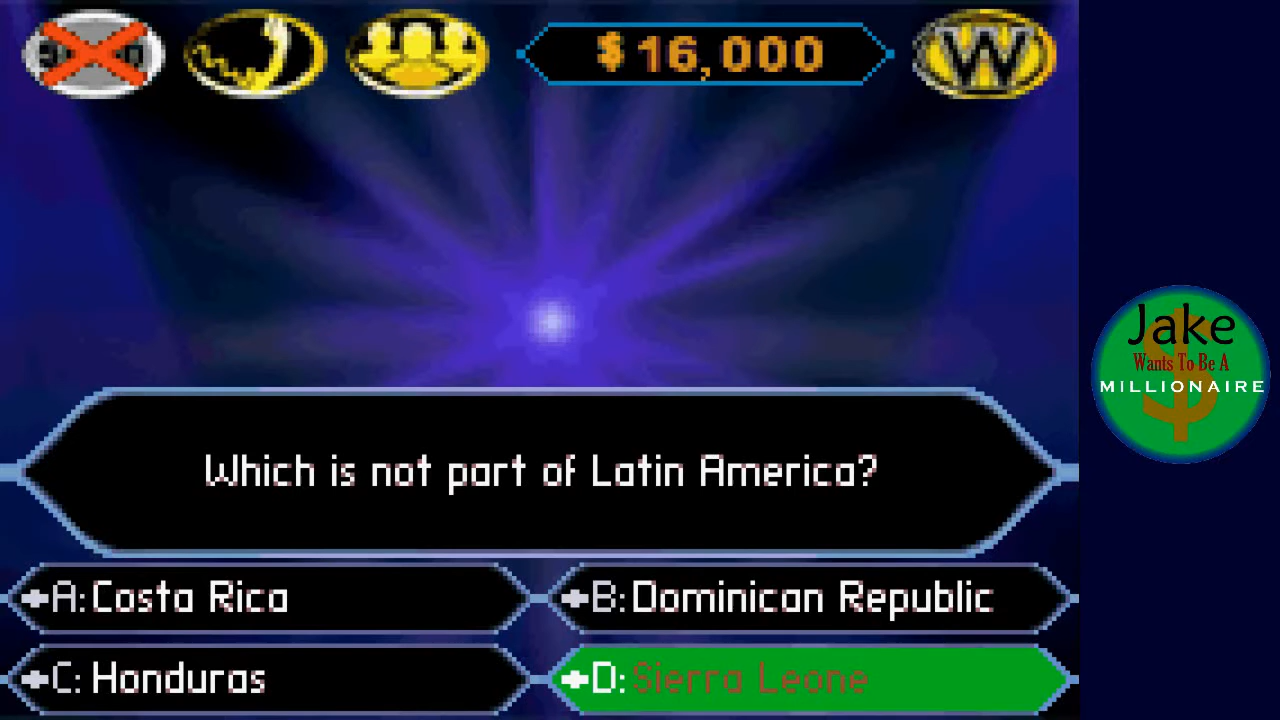 $16,000
W
Jake
Wants To Be A
MILLIONAIRE
Which is not part of Latin America?
A: Costa Rica
B: Dominican Republic
C: Honduras
D: Sierra Leone